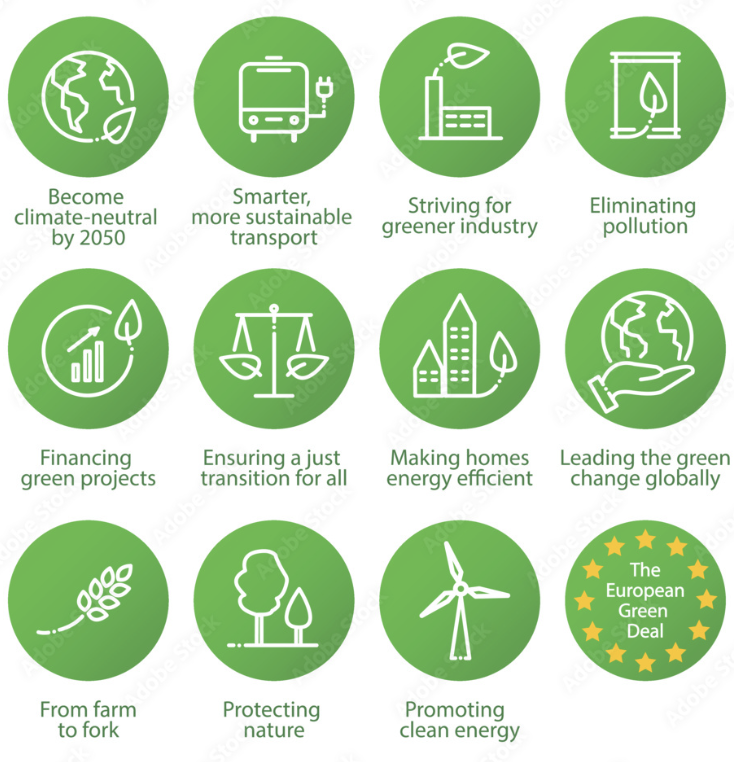 Become
climate-neutral
by 2050
Smarter,
more sustainable
transport
Striving for
greener industry
Eliminating
pollution
Financing
green projects
Ensuring a just
transition for all
Making homes
energy efficient
Leading the green
change globally
From farm
to fork
Protecting
nature
Promoting
clean energy
The
European
Green
Deal
Adobe Stock